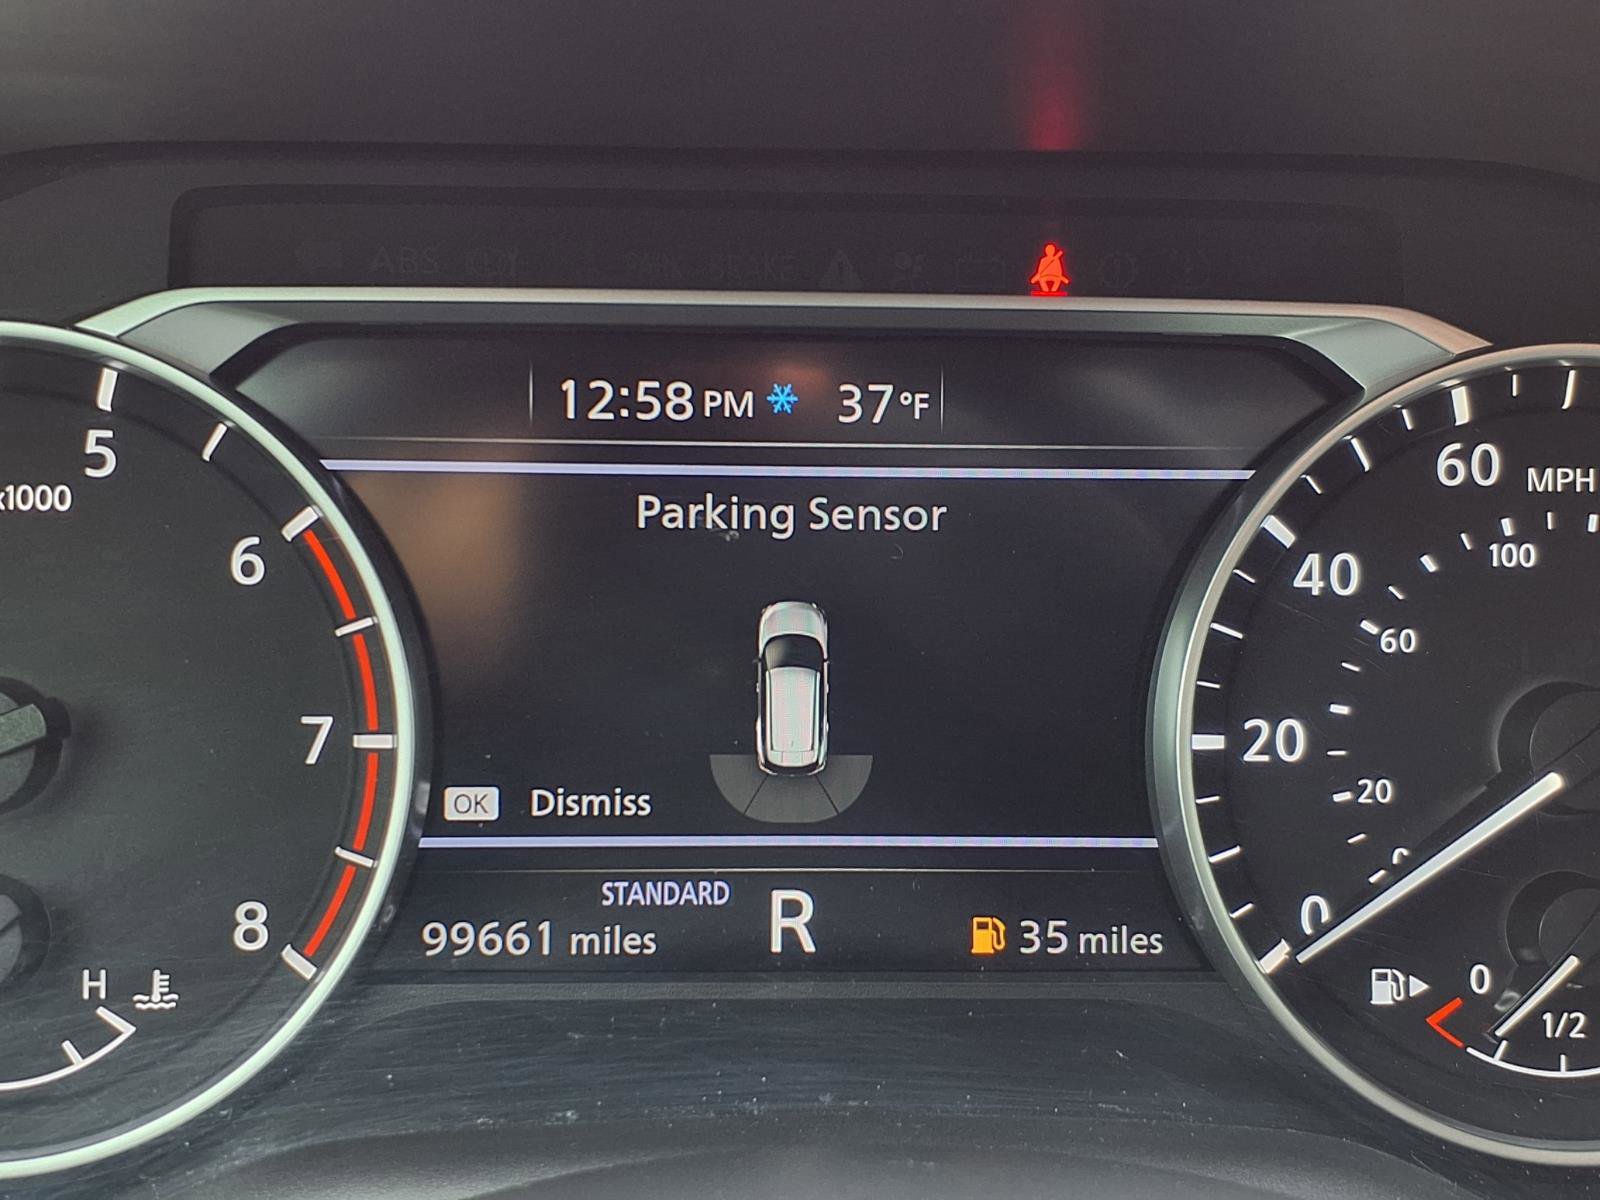 ABS
PARK BRAKE
12:58 PM 37°F
Parking Sensor
OK Dismiss
STANDARD
99661 miles R 35 miles
x1000
5
6
7
8
H
60 MPH
40
20
0
100
60
20
0
0
1/2